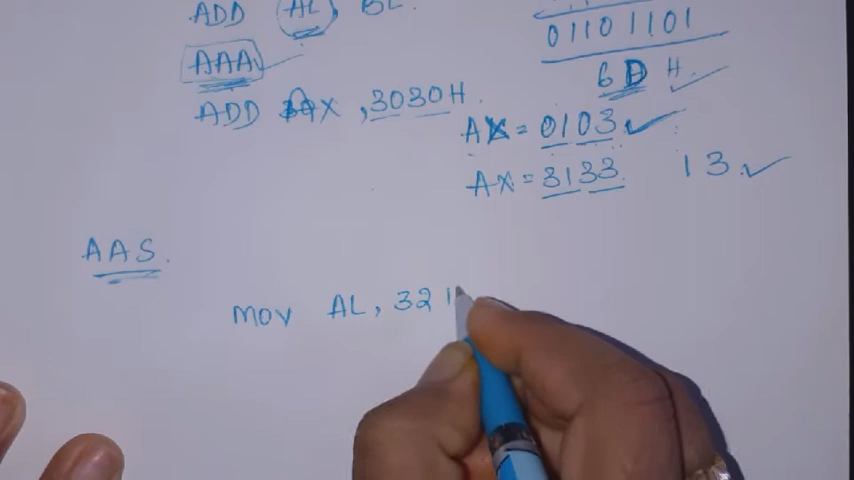 ADD AL, BL.
01101101
AAA
6D H
ADD AX, 3030H.
AX = 0103
AX = 3133 13
AAS.
MOV AL, 32